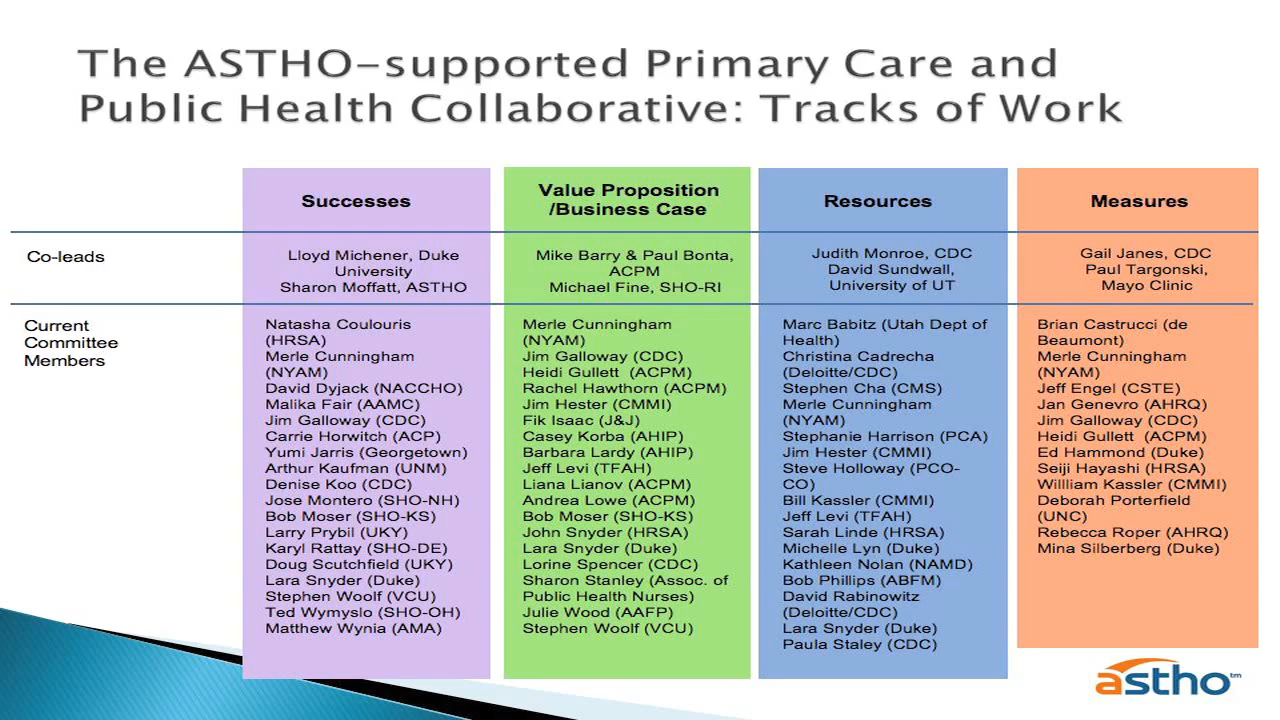 The ASTHO-supported Primary Care and
Public Health Collaborative: Tracks of Work
Successes
Value Proposition
/Business Case
Resources
Measures
Co-leads
Lloyd Michener, Duke
University
Sharon Moffatt, ASTHO
Mike Barry & Paul Bonta,
ACPM
Michael Fine, SHO-RI
Judith Monroe, CDC
David Sundwall,
University of UT
Gail Janes, CDC
Paul Targonski,
Mayo Clinic
Current
Committee
Members
Natasha Coulouris
(HRSA)
Merle Cunningham
(NYAM)
David Dyjack (NACCHO)
Malika Fair (AAMC)
Jim Galloway (CDC)
Carrie Horwitch (ACP)
Yumi Jarris (Georgetown)
Arthur Kaufman (UNM)
Denise Koo (CDC)
Jose Montero (SHO-NH)
Bob Moser (SHO-KS)
Larry Prybil (UKY)
Karyl Rattay (SHO-DE)
Doug Scutchfield (UKY)
Lara Snyder (Duke)
Stephen Woolf (VCU)
Ted Wymyslo (SHO-OH)
Matthew Wynia (AMA)
Merle Cunningham
(NYAM)
Jim Galloway (CDC)
Heidi Gullett (ACPM)
Rachel Hawthorn (ACPM)
Jim Hester (CMMI)
Fik Isaac (J&J)
Casey Korba (AHIP)
Barbara Lardy (AHIP)
Jeff Levi (TFAH)
Liana Lianov (ACPM)
Andrea Lowe (ACPM)
Bob Moser (SHO-KS)
John Snyder (HRSA)
Lara Snyder (Duke)
Lorine Spencer (CDC)
Sharon Stanley (Assoc. of
Public Health Nurses)
Julie Wood (AAFP)
Stephen Woolf (VCU)
Marc Babitz (Utah Dept of
Health)
Christina Cadrecha
(Deloitte/CDC)
Stephen Cha (CMS)
Merle Cunningham
(NYAM)
Stephanie Harrison (PCA)
Jim Hester (CMMI)
Steve Holloway (PCO-
CO)
Bill Kassler (CMMI)
Jeff Levi (TFAH)
Sarah Linde (HRSA)
Michelle Lyn (Duke)
Kathleen Nolan (NAMD)
Bob Phillips (ABFM)
David Rabinowitz
(Deloitte/CDC)
Lara Snyder (Duke)
Paula Staley (CDC)
Brian Castrucci (de
Beaumont)
Merle Cunningham
(NYAM)
Jeff Engel (CSTE)
Jan Genevro (AHRQ)
Jim Galloway (CDC)
Heidi Gullett (ACPM)
Ed Hammond (Duke)
Seiji Hayashi (HRSA)
Willliam Kassler (CMMI)
Deborah Porterfield
(UNC)
Rebecca Roper (AHRQ)
Mina Silberberg (Duke)
astho™